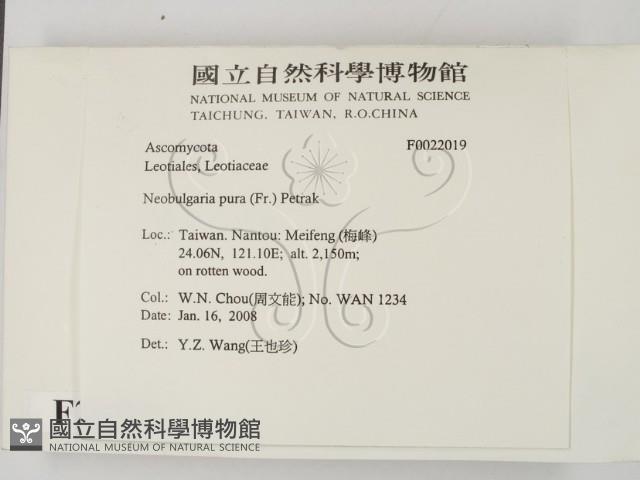 國立自然科學博物館
NATIONAL MUSEUM OF NATURAL SCIENCE
TAICHUNG, TAIWAN, R.O.CHINA
Ascomycota F0022019
Leotiales, Leotiaceae
Neobulgaria pura (Fr.) Petrak
Loc.: Taiwan. Nantou: Meifeng (梅峰)
24.06N, 121.10E; alt. 2,150m;
on rotten wood.
Col.: W.N. Chou(周文能); No. WAN 1234
Date: Jan. 16, 2008
Det.: Y.Z. Wang(王也珍)
國立自然科學博物館
NATIONAL MUSEUM OF NATURAL SCIENCE